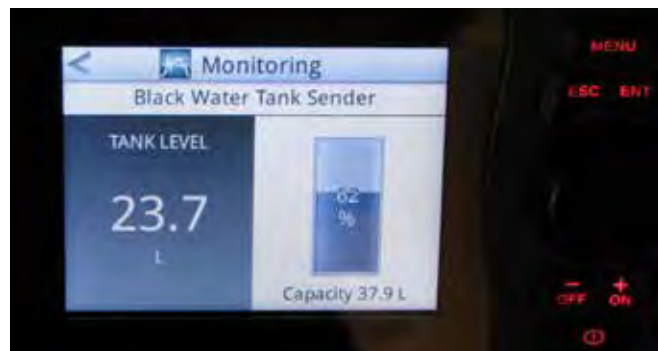 < Monitoring
Black Water Tank Sender
TANK LEVEL
23.7
L
62
%
Capacity 37.9 L
MENU
ESC ENT
− +
OFF ON